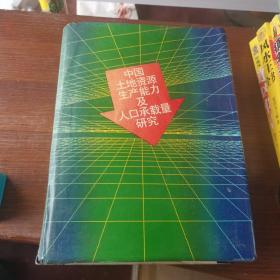 中国
土地资源
生产能力
及
人口承载量
研究